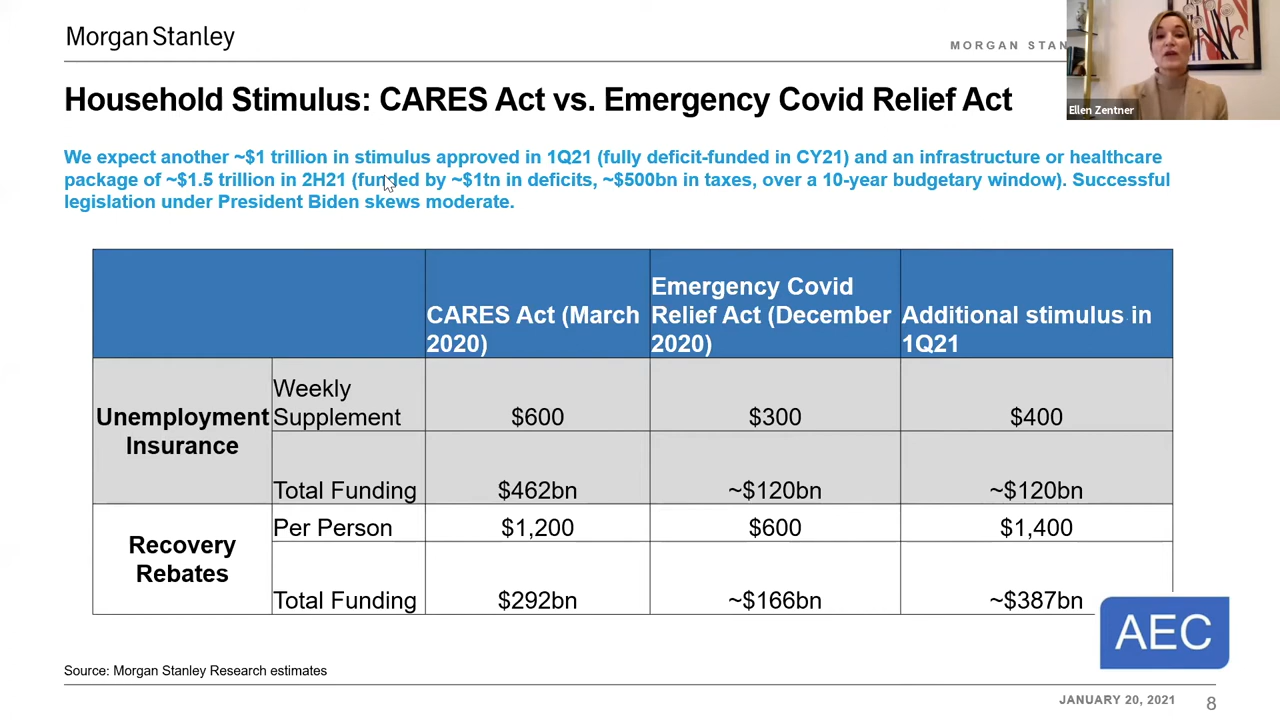 Morgan Stanley
MORGAN STAN
Ellen Zentner
Household Stimulus: CARES Act vs. Emergency Covid Relief Act
We expect another ~$1 trillion in stimulus approved in 1Q21 (fully deficit-funded in CY21) and an infrastructure or healthcare
package of ~$1.5 trillion in 2H21 (funded by ~$1tn in deficits, ~$500bn in taxes, over a 10-year budgetary window). Successful
legislation under President Biden skews moderate.
CARES Act (March
2020)
Emergency Covid
Relief Act (December
2020)
Additional stimulus in
1Q21
Unemployment
Insurance
Weekly
Supplement
$600
$300
$400
Total Funding
$462bn
~$120bn
~$120bn
Recovery
Rebates
Per Person
$1,200
$600
$1,400
Total Funding
$292bn
~$166bn
~$387bn
AEC
Source: Morgan Stanley Research estimates
JANUARY 20, 2021
8